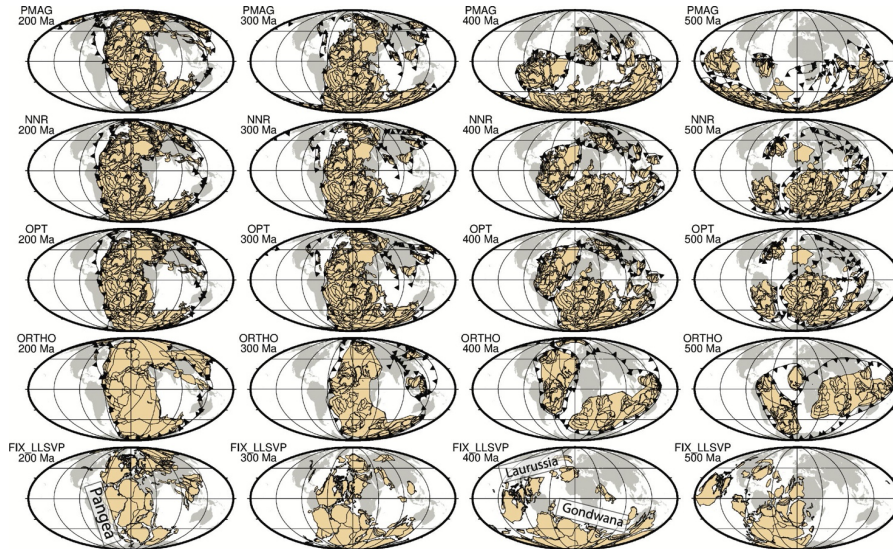 PMAG
200 Ma
PMAG
300 Ma
PMAG
400 Ma
PMAG
500 Ma
NNR
200 Ma
NNR
300 Ma
NNR
400 Ma
NNR
500 Ma
OPT
200 Ma
OPT
300 Ma
OPT
400 Ma
OPT
500 Ma
ORTHO
200 Ma
ORTHO
300 Ma
ORTHO
400 Ma
ORTHO
500 Ma
FIX_LLSVP
200 Ma
Pangea
FIX_LLSVP
300 Ma
FIX_LLSVP
400 Ma
Laurussia
Gondwana
FIX_LLSVP
500 Ma